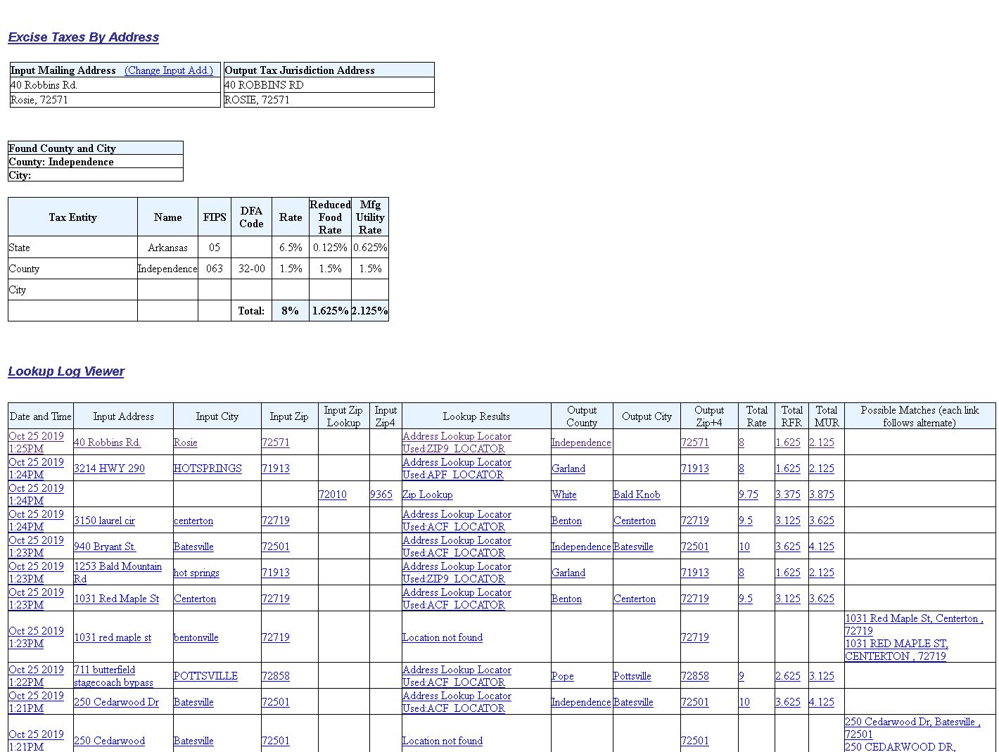 Excise Taxes By Address
Input Mailing Address (Change Input Add.) Output Tax Jurisdiction Address
40 Robbins Rd. 40 ROBBINS RD
Rosie, 72571 ROSIE, 72571
Found County and City
County: Independence
City:
Tax Entity Name FIPS DFA Code Rate Reduced Food Rate Mfg Utility Rate
State Arkansas 05 6.5% 0.125% 0.625%
County Independence 063 32-00 1.5% 1.5% 1.5%
City
Total: 8% 1.625% 2.125%
Lookup Log Viewer
Date and Time Input Address Input City Input Zip Input Zip Lookup Input Zip4 Lookup Results Output County Output City Output Zip+4 Total Rate Total RFR Total MUR Possible Matches (each link follows alternate)
Oct 25 2019 1:25PM 40 Robbins Rd. Rosie 72571 Address Lookup Locator Used:ZIP9_LOCATOR Independence 72571 8 1.625 2.125
Oct 25 2019 1:24PM 3214 HWY 290 HOTSPRINGS 71913 Address Lookup Locator Used:APF_LOCATOR Garland 71913 8 1.625 2.125
Oct 25 2019 1:24PM 72010 9365 Zip Lookup White Bald Knob 9.75 3.375 3.875
Oct 25 2019 1:24PM 3150 laurel cir centerton 72719 Address Lookup Locator Used:ACF_LOCATOR Benton Centerton 72719 9.5 3.125 3.625
Oct 25 2019 1:23PM 940 Bryant St. Batesville 72501 Address Lookup Locator Used:ACF_LOCATOR Independence Batesville 72501 10 3.625 4.125
Oct 25 2019 1:23PM 1253 Bald Mountain Rd hot springs 71913 Address Lookup Locator Used:ZIP9_LOCATOR Garland 71913 8 1.625 2.125
Oct 25 2019 1:23PM 1031 Red Maple St Centerton 72719 Address Lookup Locator Used:ACF_LOCATOR Benton Centerton 72719 9.5 3.125 3.625
Oct 25 2019 1:23PM 1031 red maple st bentonville 72719 Location not found 72719 1031 Red Maple St, Centerton , 72719 1031 RED MAPLE ST, CENTERTON , 72719
Oct 25 2019 1:22PM 711 butterfield stagecoach bypass POTTSVILLE 72858 Address Lookup Locator Used:ACF_LOCATOR Pope Pottsville 72858 9 2.625 3.125
Oct 25 2019 1:21PM 250 Cedarwood Dr Batesville 72501 Address Lookup Locator Used:ACF_LOCATOR Independence Batesville 72501 10 3.625 4.125
Oct 25 2019 1:21PM 250 Cedarwood Batesville 72501 Location not found 72501 250 Cedarwood Dr, Batesville , 72501 250 CEDARWOOD DR,